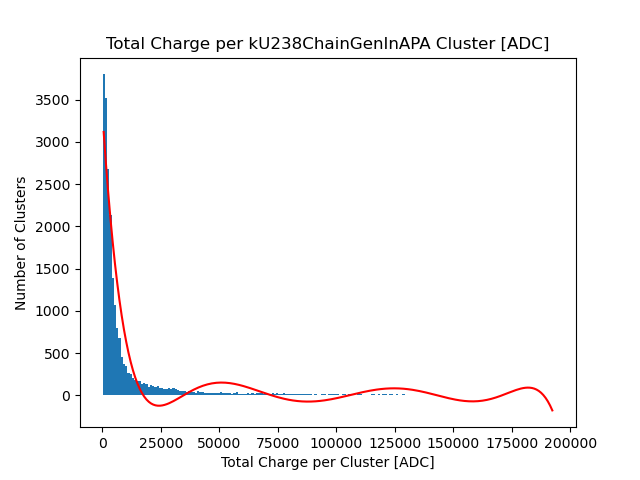 Total Charge per kU238ChainGenInAPA Cluster [ADC]
3500
3000
2500
2000
1500
1000
500
0
Number of Clusters
0 25000 50000 75000 100000 125000 150000 175000 200000
Total Charge per Cluster [ADC]